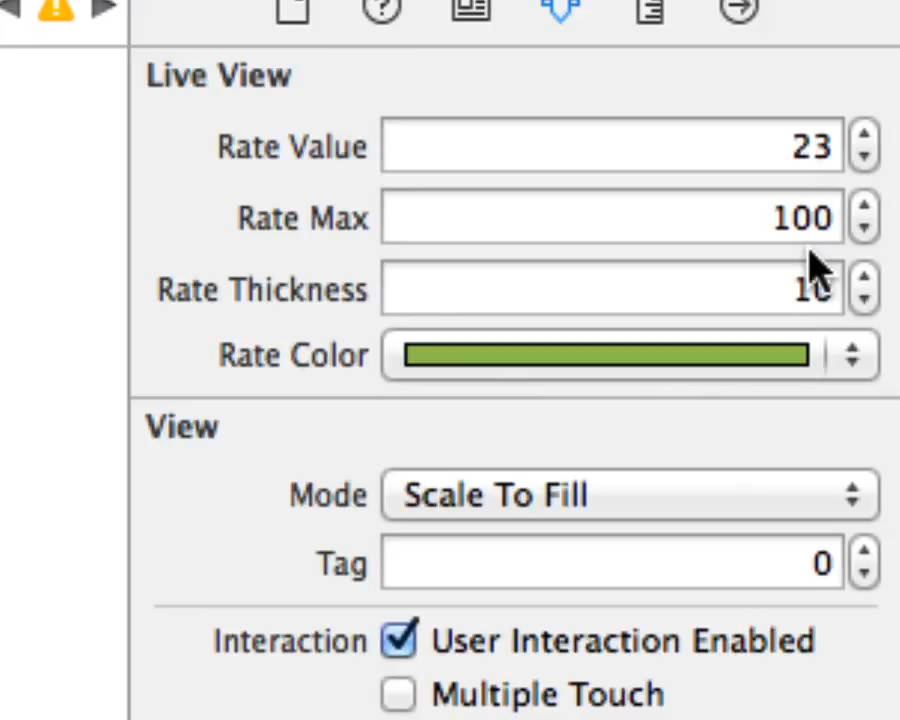 Live View
Rate Value 23
Rate Max 100
Rate Thickness
Rate Color
View
Mode Scale To Fill
Tag 0
Interaction User Interaction Enabled
Multiple Touch